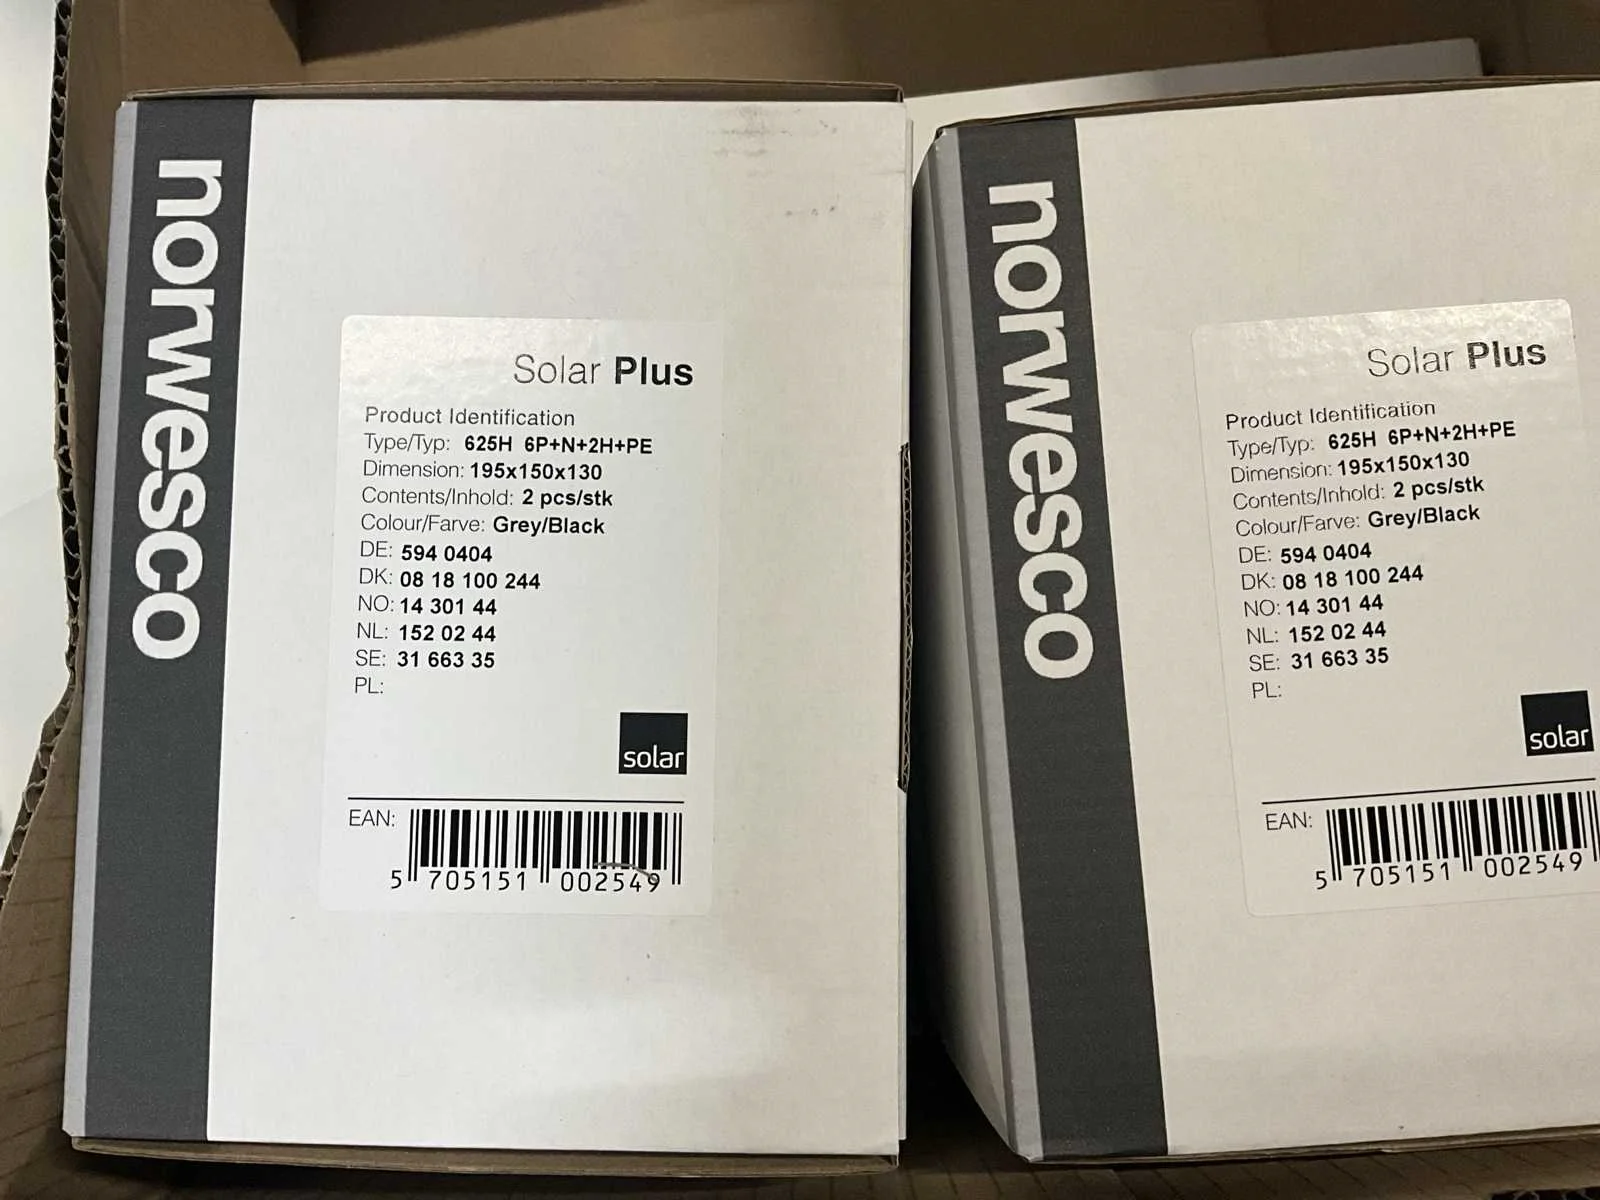 norwesco
Solar Plus
Product Identification
Type/Typ: 625H 6P+N+2H+PE
Dimension: 195x150x130
Contents/Inhold: 2 pcs/stk
Colour/Farve: Grey/Black
DE: 594 0404
DK: 08 18 100 244
NO: 14 301 44
NL: 152 02 44
SE: 31 663 35
PL:
solar
EAN:
5 705151 002549
norwesco
Solar Plus
Product Identification
Type/Typ: 625H 6P+N+2H+PE
Dimension: 195x150x130
Contents/Inhold: 2 pcs/stk
Colour/Farve: Grey/Black
DE: 594 0404
DK: 08 18 100 244
NO: 14 301 44
NL: 152 02 44
SE: 31 663 35
PL:
solar
EAN:
5 705151 002549